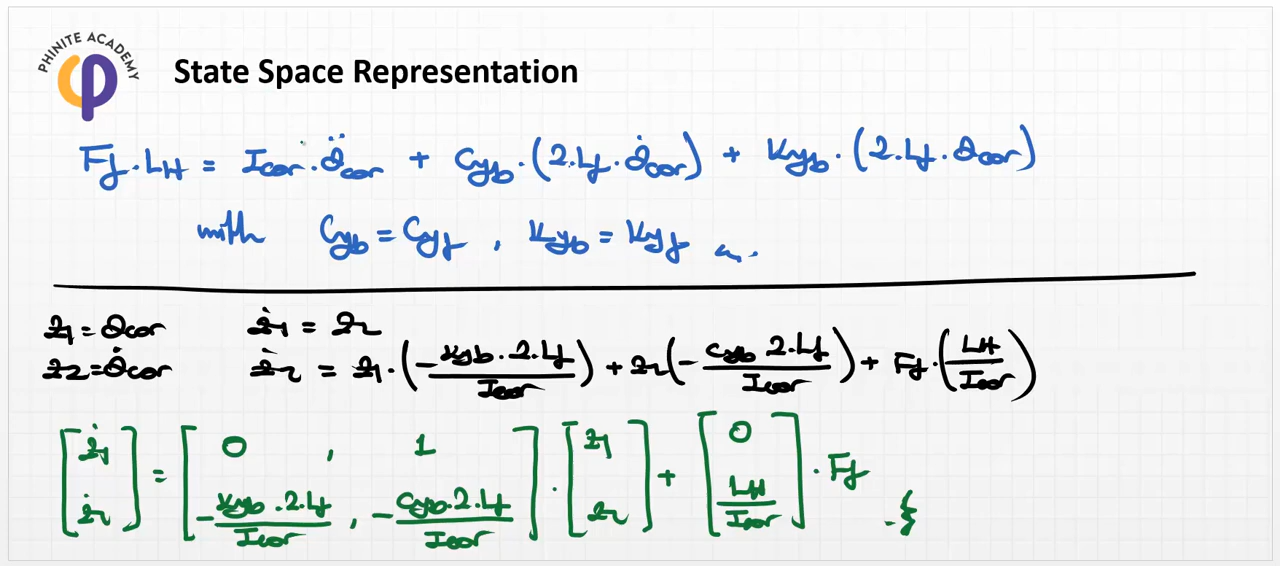 PHINITE ACADEMY
State Space Representation
Ff · LH = Icor · θ̈cor + Cyb · (2 · Lf · θ̇cor) + Kyb · (2 · Lf · θcor)
with Cyb = Cyf , Kyb = Kyf
z1 = θcor ż1 = z2
z2 = θ̇cor ż2 = z1 · (- Kyb · 2 · Lf / Icor) + z2 (- Cyb 2 · Lf / Icor) + Ff · (LH / Icor)
[ż1 ; ż2] = [0 , 1 ; - Kyb · 2 · Lf / Icor , - Cyb · 2 · Lf / Icor] · [z1 ; z2] + [0 ; LH / Icor] · Ff